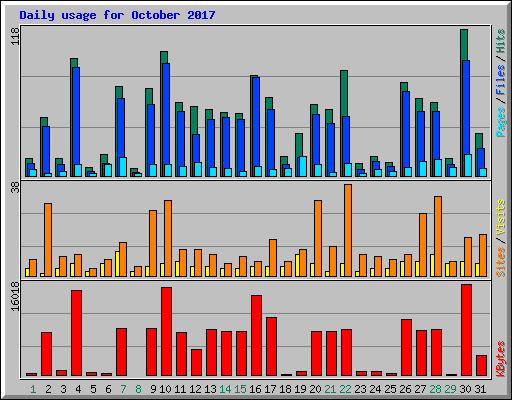 Daily usage for October 2017
118
Pages / Files / Hits
38
Sites / Visits
16018
KBytes
1 2 3 4 5 6 7 8 9 10 11 12 13 14 15 16 17 18 19 20 21 22 23 24 25 26 27 28 29 30 31